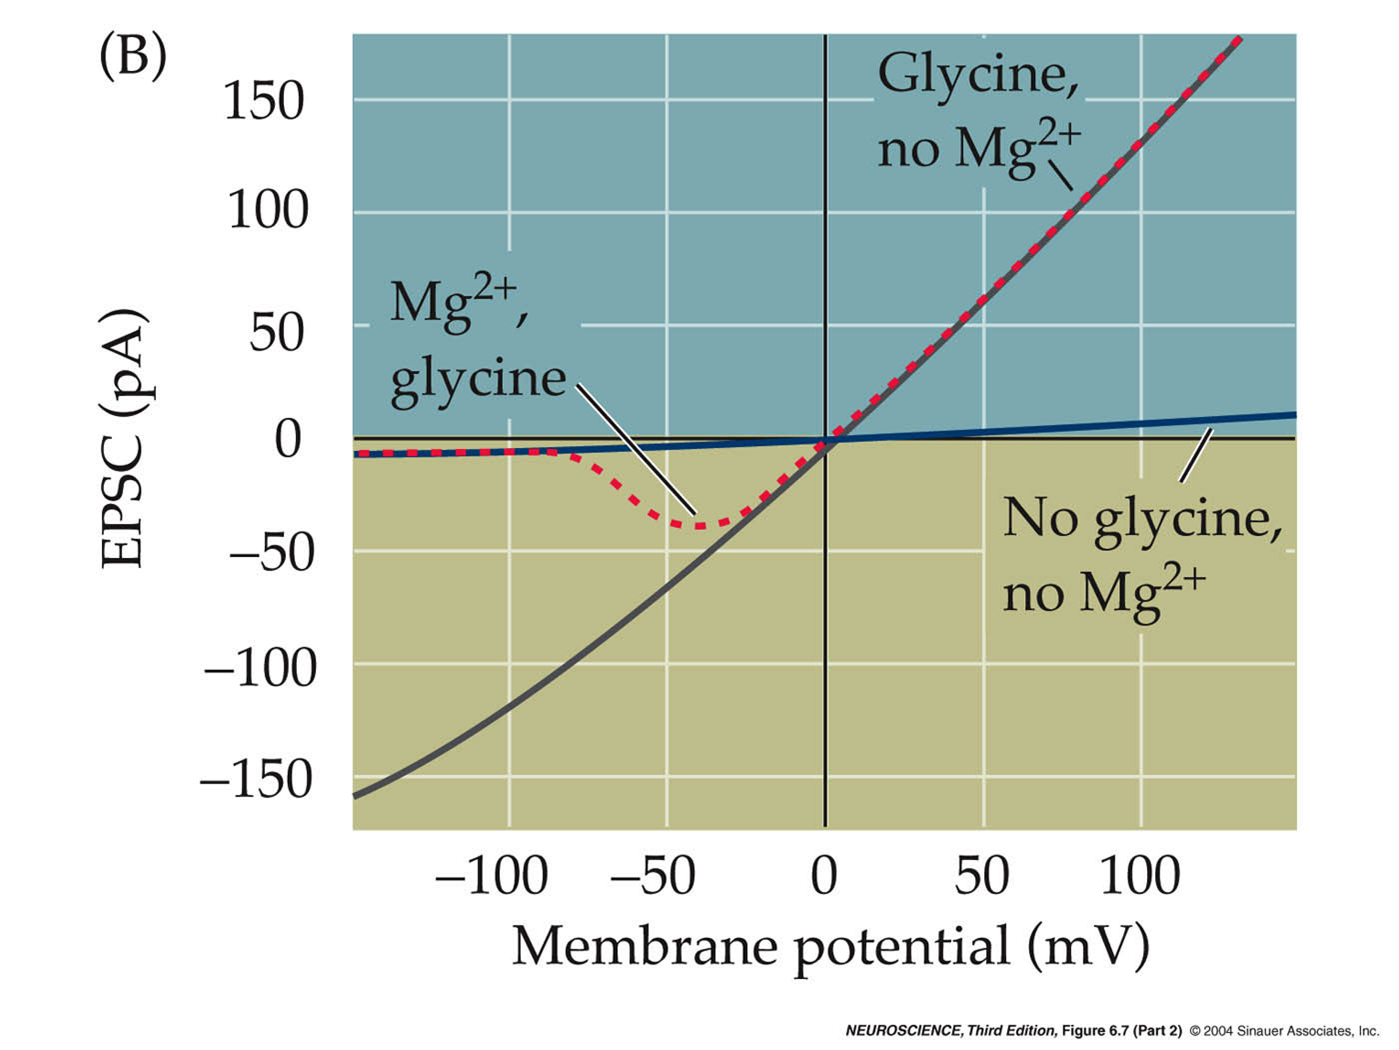 (B)
150
100
50
0
–50
–100
–150
EPSC (pA)
Glycine,
no Mg²⁺
Mg²⁺,
glycine
No glycine,
no Mg²⁺
–100 –50 0 50 100
Membrane potential (mV)
NEUROSCIENCE, Third Edition, Figure 6.7 (Part 2) © 2004 Sinauer Associates, Inc.